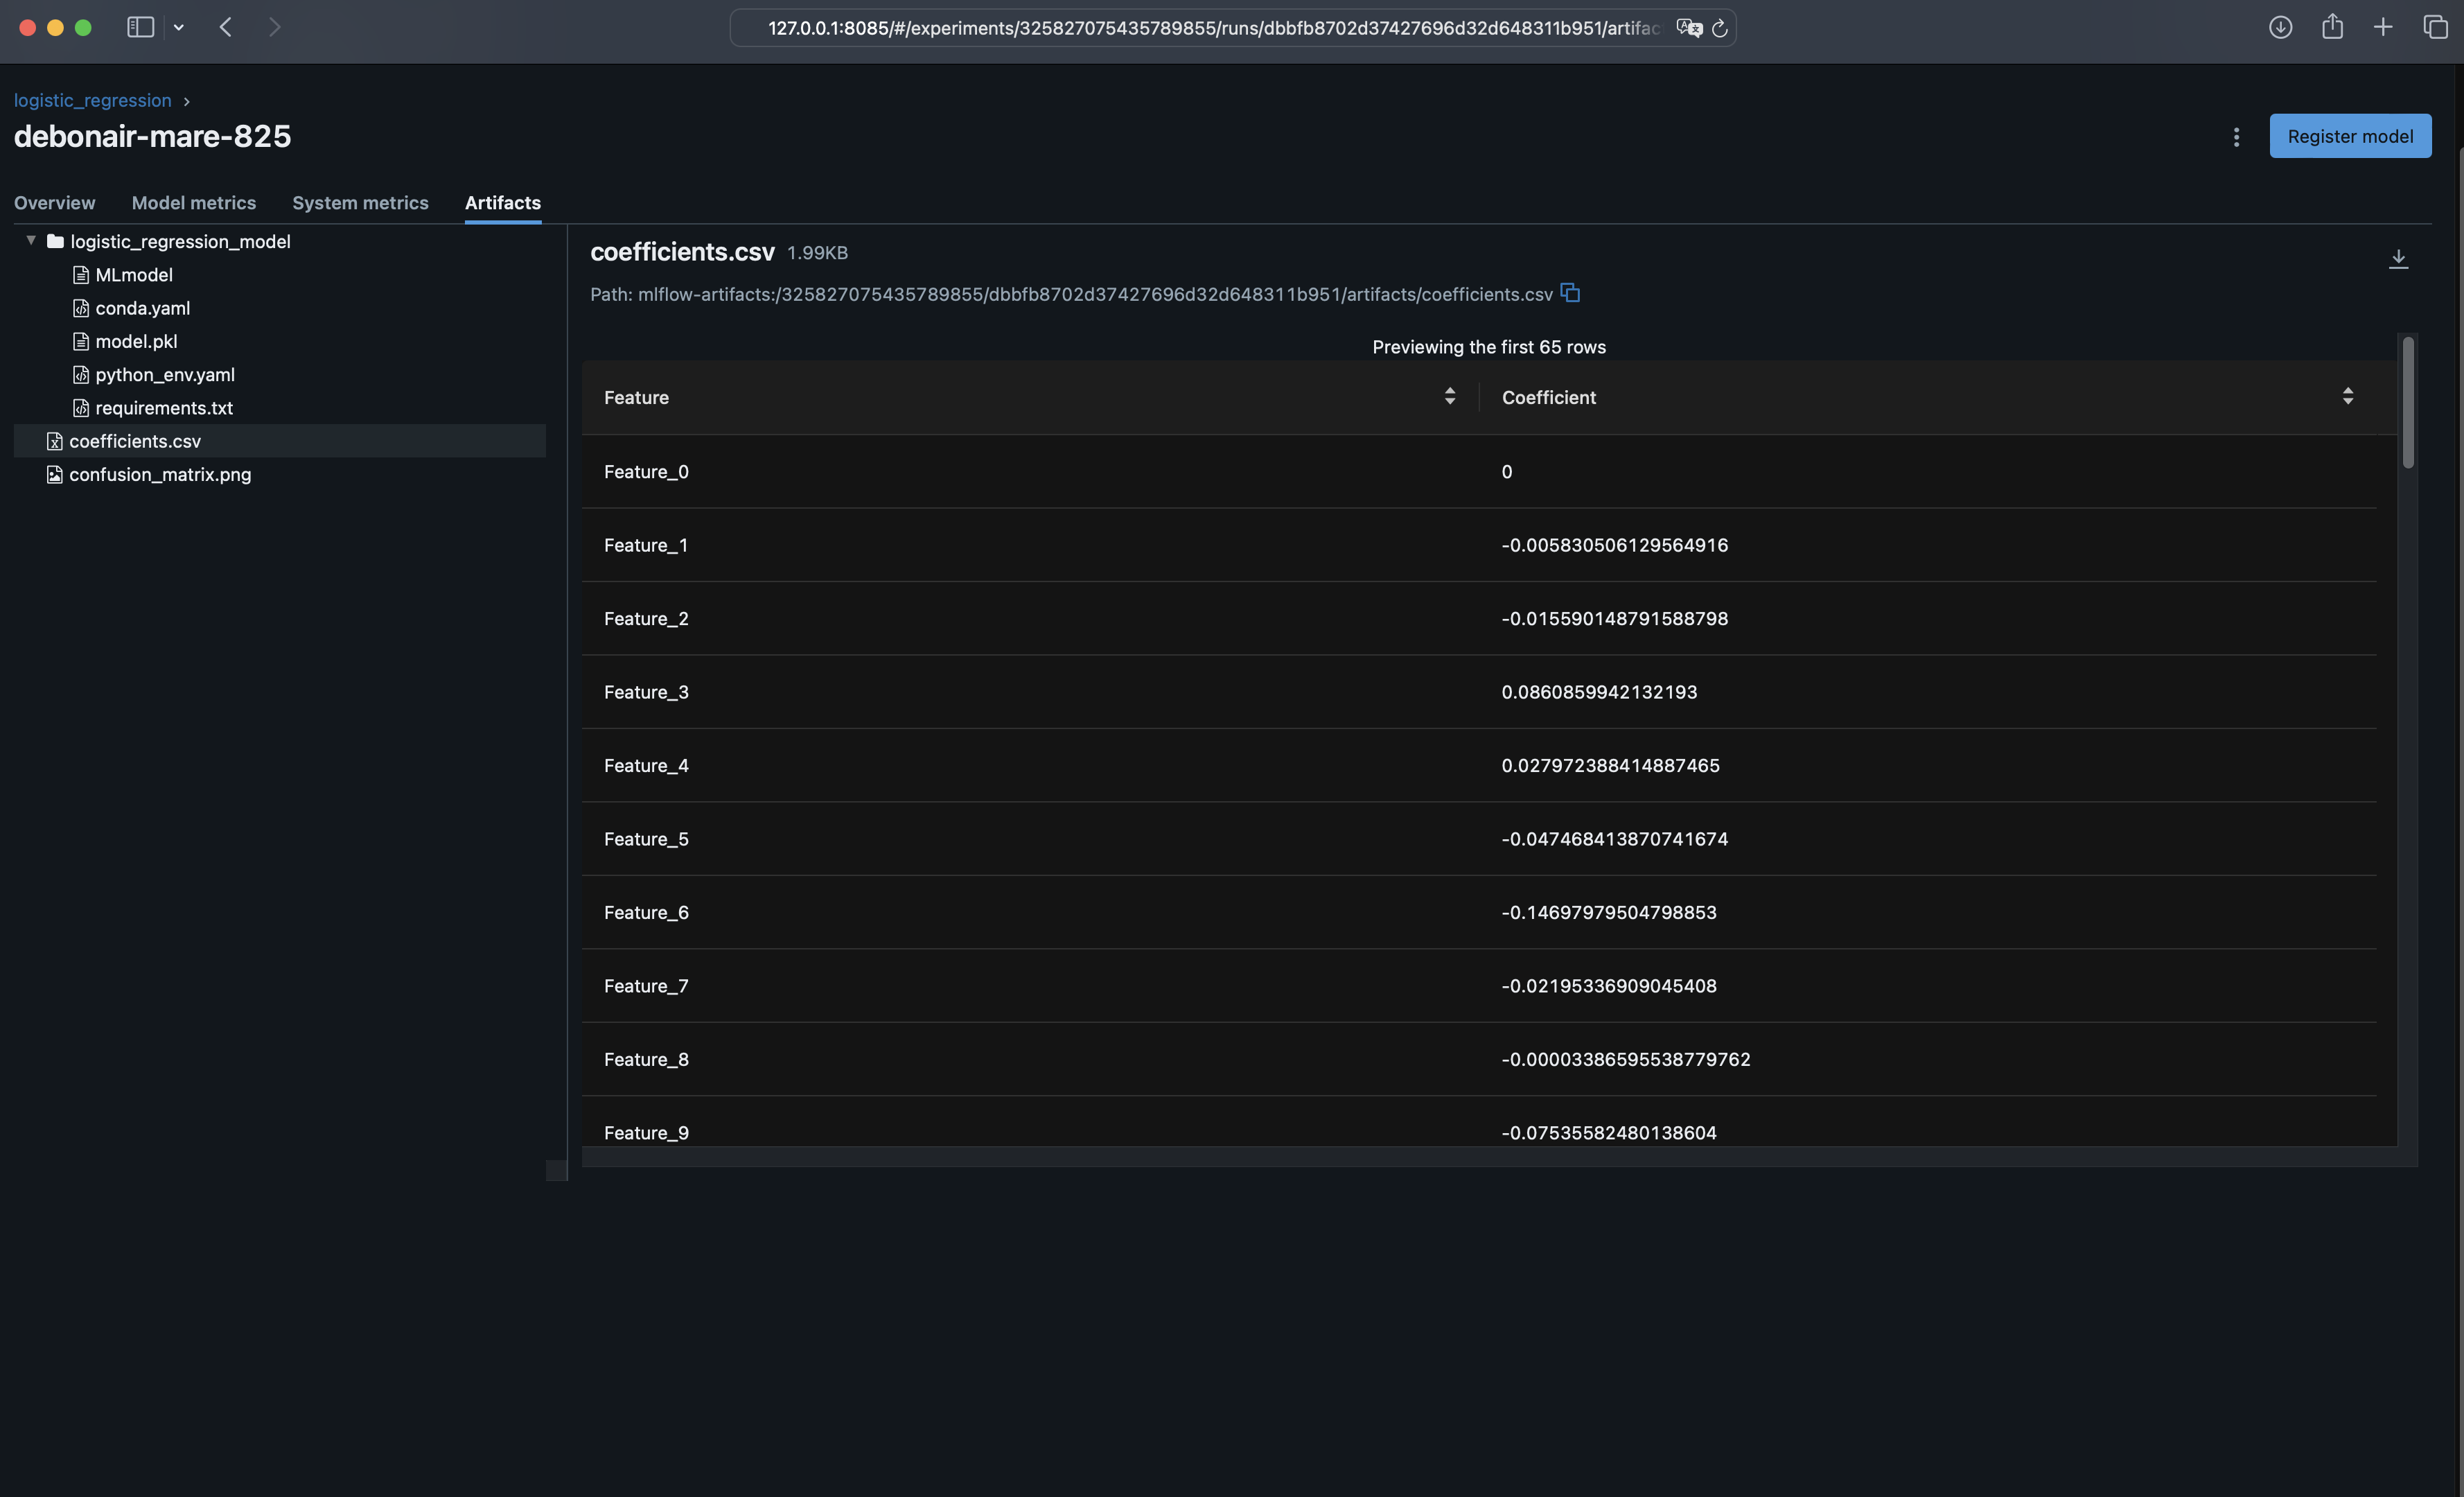 127.0.0.1:8085/#/experiments/325827075435789855/runs/dbbfb8702d37427696d32d648311b951/artifac
logistic_regression
debonair-mare-825
Register model
Overview Model metrics System metrics Artifacts
logistic_regression_model
MLmodel
conda.yaml
model.pkl
python_env.yaml
requirements.txt
coefficients.csv
confusion_matrix.png
coefficients.csv 1.99KB
Path: mlflow-artifacts:/325827075435789855/dbbfb8702d37427696d32d648311b951/artifacts/coefficients.csv
Previewing the first 65 rows
Feature Coefficient
Feature_0 0
Feature_1 -0.005830506129564916
Feature_2 -0.015590148791588798
Feature_3 0.0860859942132193
Feature_4 0.027972388414887465
Feature_5 -0.047468413870741674
Feature_6 -0.14697979504798853
Feature_7 -0.02195336909045408
Feature_8 -0.00003386595538779762
Feature_9 -0.07535582480138604